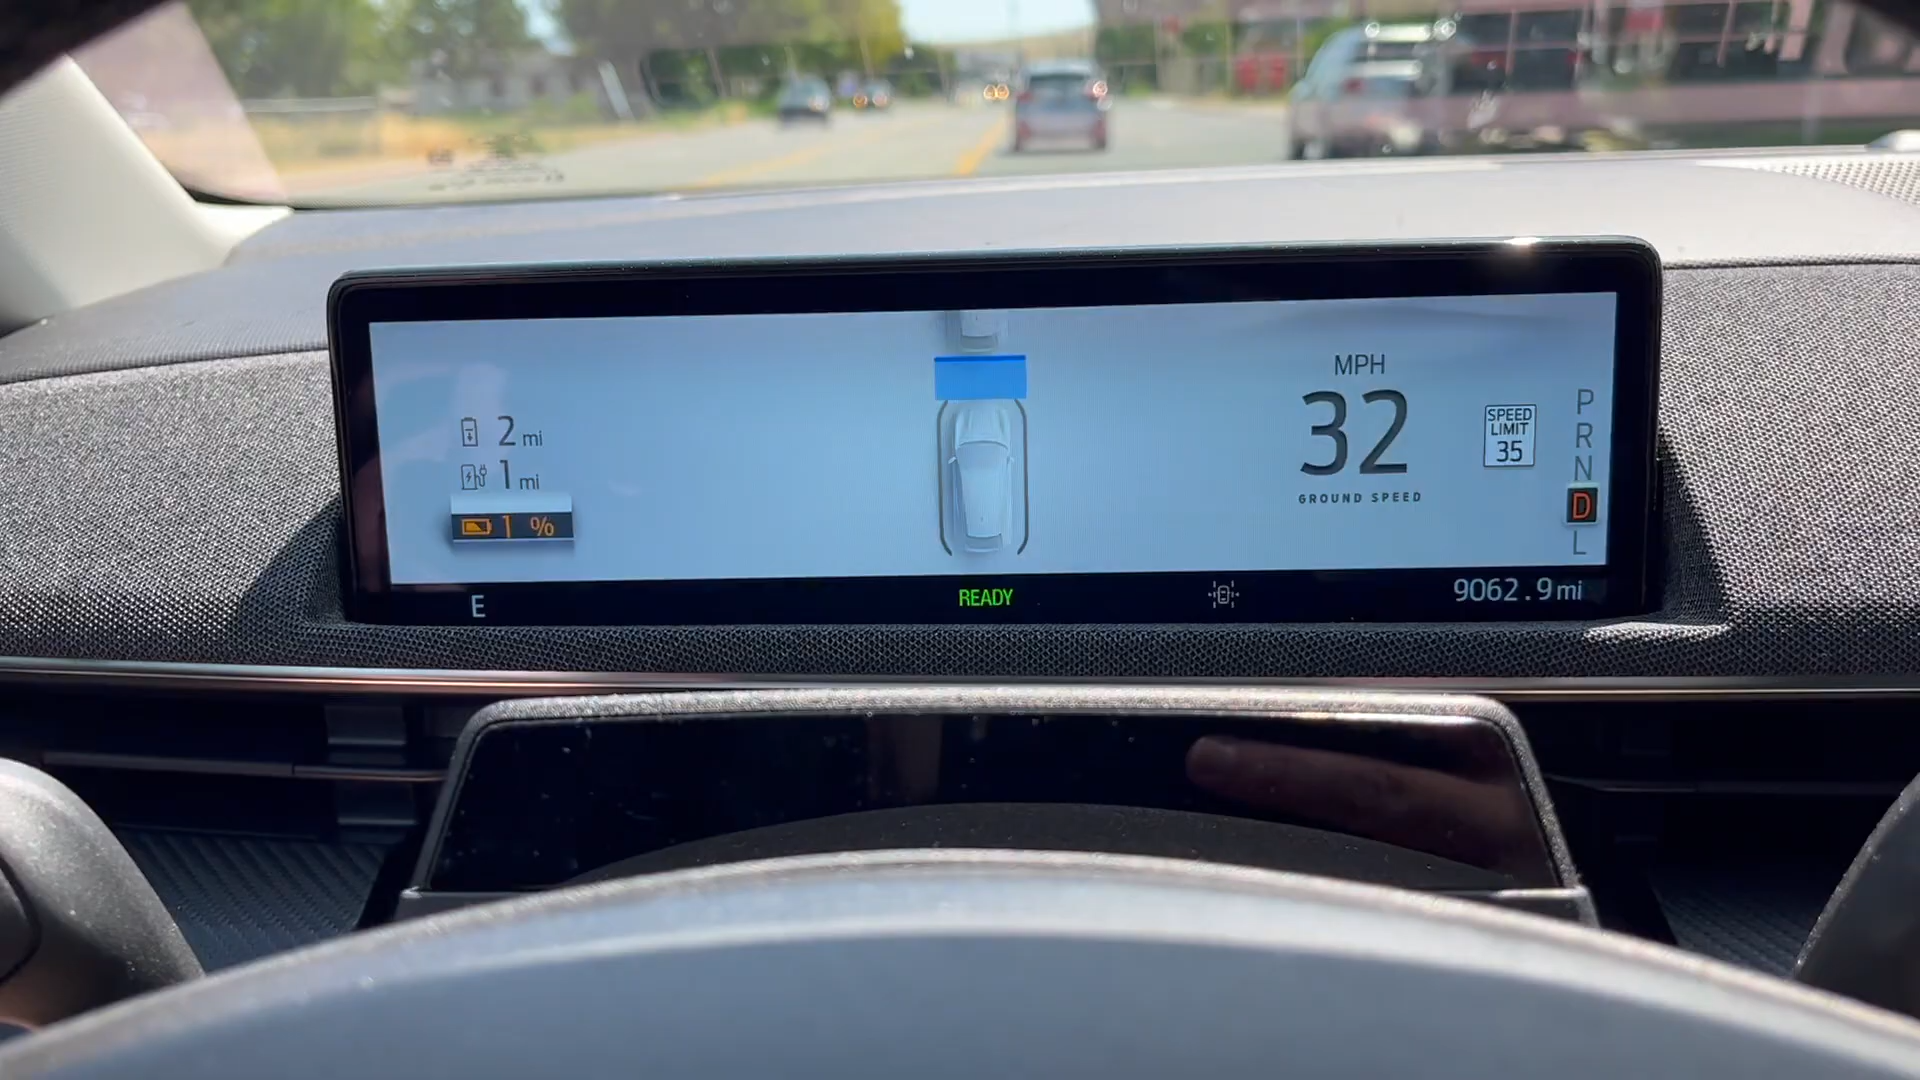 2 mi
1 mi
1 %
MPH
32
GROUND SPEED
SPEED
LIMIT
35
P
R
N
D
L
E
READY
9062.9 mi